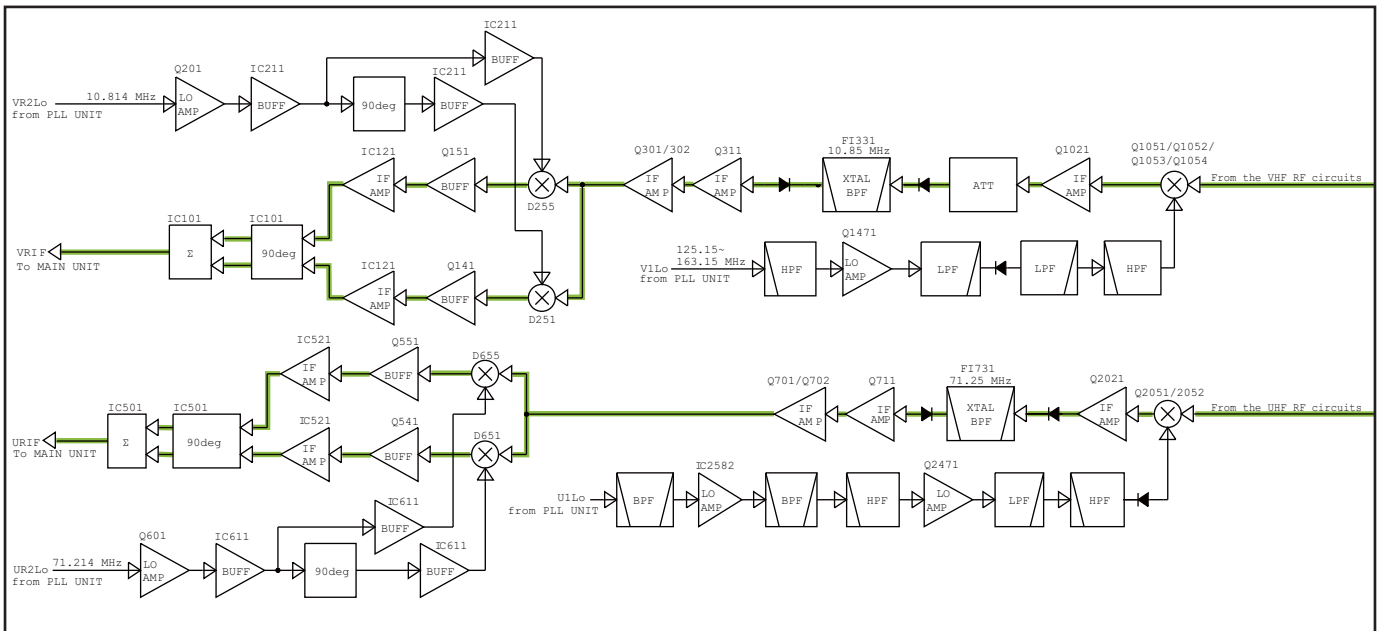 IC211
BUFF
Q201
IC211
IC211
VR2Lo
10.814 MHz
from PLL UNIT
LO
AMP
BUFF
90deg
BUFF
IC121
Q151
IF
AMP
BUFF
D255
Q301/302
Q311
IF
AMP
IF
AMP
FI331
10.85 MHz
XTAL
BPF
ATT
Q1021
IF
AMP
Q1051/Q1052/
Q1053/Q1054
From the VHF RF circuits
IC101
IC101
VRIF
To MAIN UNIT
Σ
90deg
IC121
Q141
IF
AMP
BUFF
D251
125.15~
163.15 MHz
V1Lo
from PLL UNIT
HPF
Q1471
LO
AMP
LPF
LPF
HPF
IC521
Q551
D655
IF
AMP
BUFF
Q701/Q702
Q711
IF
AMP
IF
AMP
FI731
71.25 MHz
XTAL
BPF
Q2021
IF
AMP
Q2051/2052
From the UHF RF circuits
IC501
IC501
URIF
To MAIN UNIT
Σ
90deg
IC521
Q541
D651
IF
AMP
BUFF
U1Lo
from PLL UNIT
BPF
IC2582
LO
AMP
BPF
HPF
Q2471
LO
AMP
LPF
HPF
IC611
BUFF
Q601
IC611
IC611
UR2Lo
71.214 MHz
from PLL UNIT
LO
AMP
BUFF
90deg
BUFF